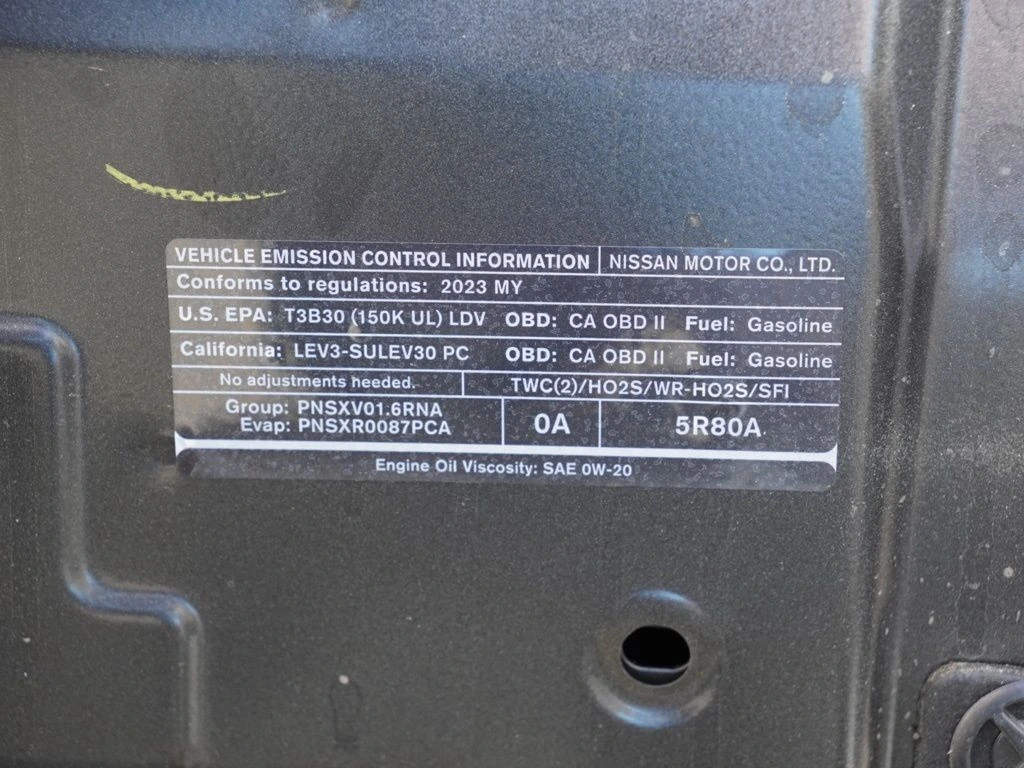 VEHICLE EMISSION CONTROL INFORMATION NISSAN MOTOR CO., LTD.
Conforms to regulations: 2023 MY
U.S. EPA: T3B30 (150K UL) LDV OBD: CA OBD II Fuel: Gasoline
California: LEV3-SULEV30 PC OBD: CA OBD II Fuel: Gasoline
No adjustments needed. TWC(2)/HO2S/WR-HO2S/SFI
Group: PNSXV01.6RNA
Evap: PNSXR0087PCA 0A 5R80A
Engine Oil Viscosity: SAE 0W-20